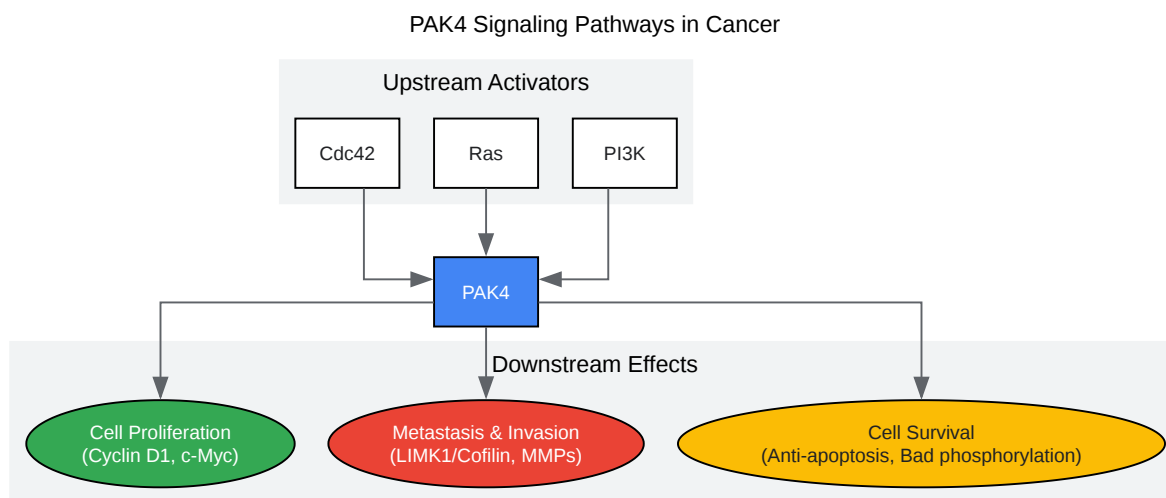 PAK4 Signaling Pathways in Cancer
Upstream Activators
Cdc42
Ras
PI3K
PAK4
Downstream Effects
Cell Proliferation
(Cyclin D1, c-Myc)
Metastasis & Invasion
(LIMK1/Cofilin, MMPs)
Cell Survival
(Anti-apoptosis, Bad phosphorylation)